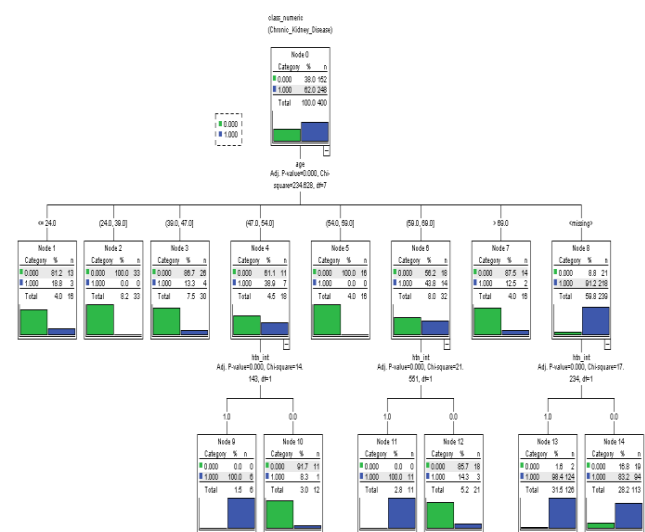 class_numeric
(Chronic_Kidney_Disease)
Node 0
Category % n
0.000 38.0 152
1.000 62.0 248
Total 100.0 400
0.000
1.000
age
Adj. P-value=0.000, Chi-
square=234.628, df=7
<= 24.0
(24.0, 39.0]
(39.0, 47.0]
(47.0, 54.0]
(54.0, 59.0]
(59.0, 69.0]
> 69.0
<missing>
Node 1
Category % n
0.000 81.2 13
1.000 18.8 3
Total 4.0 16
Node 2
Category % n
0.000 100.0 33
1.000 0.0 0
Total 8.2 33
Node 3
Category % n
0.000 86.7 26
1.000 13.3 4
Total 7.5 30
Node 4
Category % n
0.000 61.1 11
1.000 38.9 7
Total 4.5 18
Node 5
Category % n
0.000 100.0 16
1.000 0.0 0
Total 4.0 16
Node 6
Category % n
0.000 56.2 18
1.000 43.8 14
Total 8.0 32
Node 7
Category % n
0.000 87.5 14
1.000 12.5 2
Total 4.0 16
Node 8
Category % n
0.000 8.8 21
1.000 91.2 218
Total 59.8 239
htn_int
Adj. P-value=0.000, Chi-square=14.
143, df=1
htn_int
Adj. P-value=0.000, Chi-square=21.
551, df=1
htn_int
Adj. P-value=0.000, Chi-square=17.
234, df=1
1.0
0.0
1.0
0.0
1.0
0.0
Node 9
Category % n
0.000 0.0 0
1.000 100.0 6
Total 1.5 6
Node 10
Category % n
0.000 91.7 11
1.000 8.3 1
Total 3.0 12
Node 11
Category % n
0.000 0.0 0
1.000 100.0 11
Total 2.8 11
Node 12
Category % n
0.000 85.7 18
1.000 14.3 3
Total 5.2 21
Node 13
Category % n
0.000 1.6 2
1.000 98.4 124
Total 31.5 126
Node 14
Category % n
0.000 16.8 19
1.000 83.2 94
Total 28.2 113